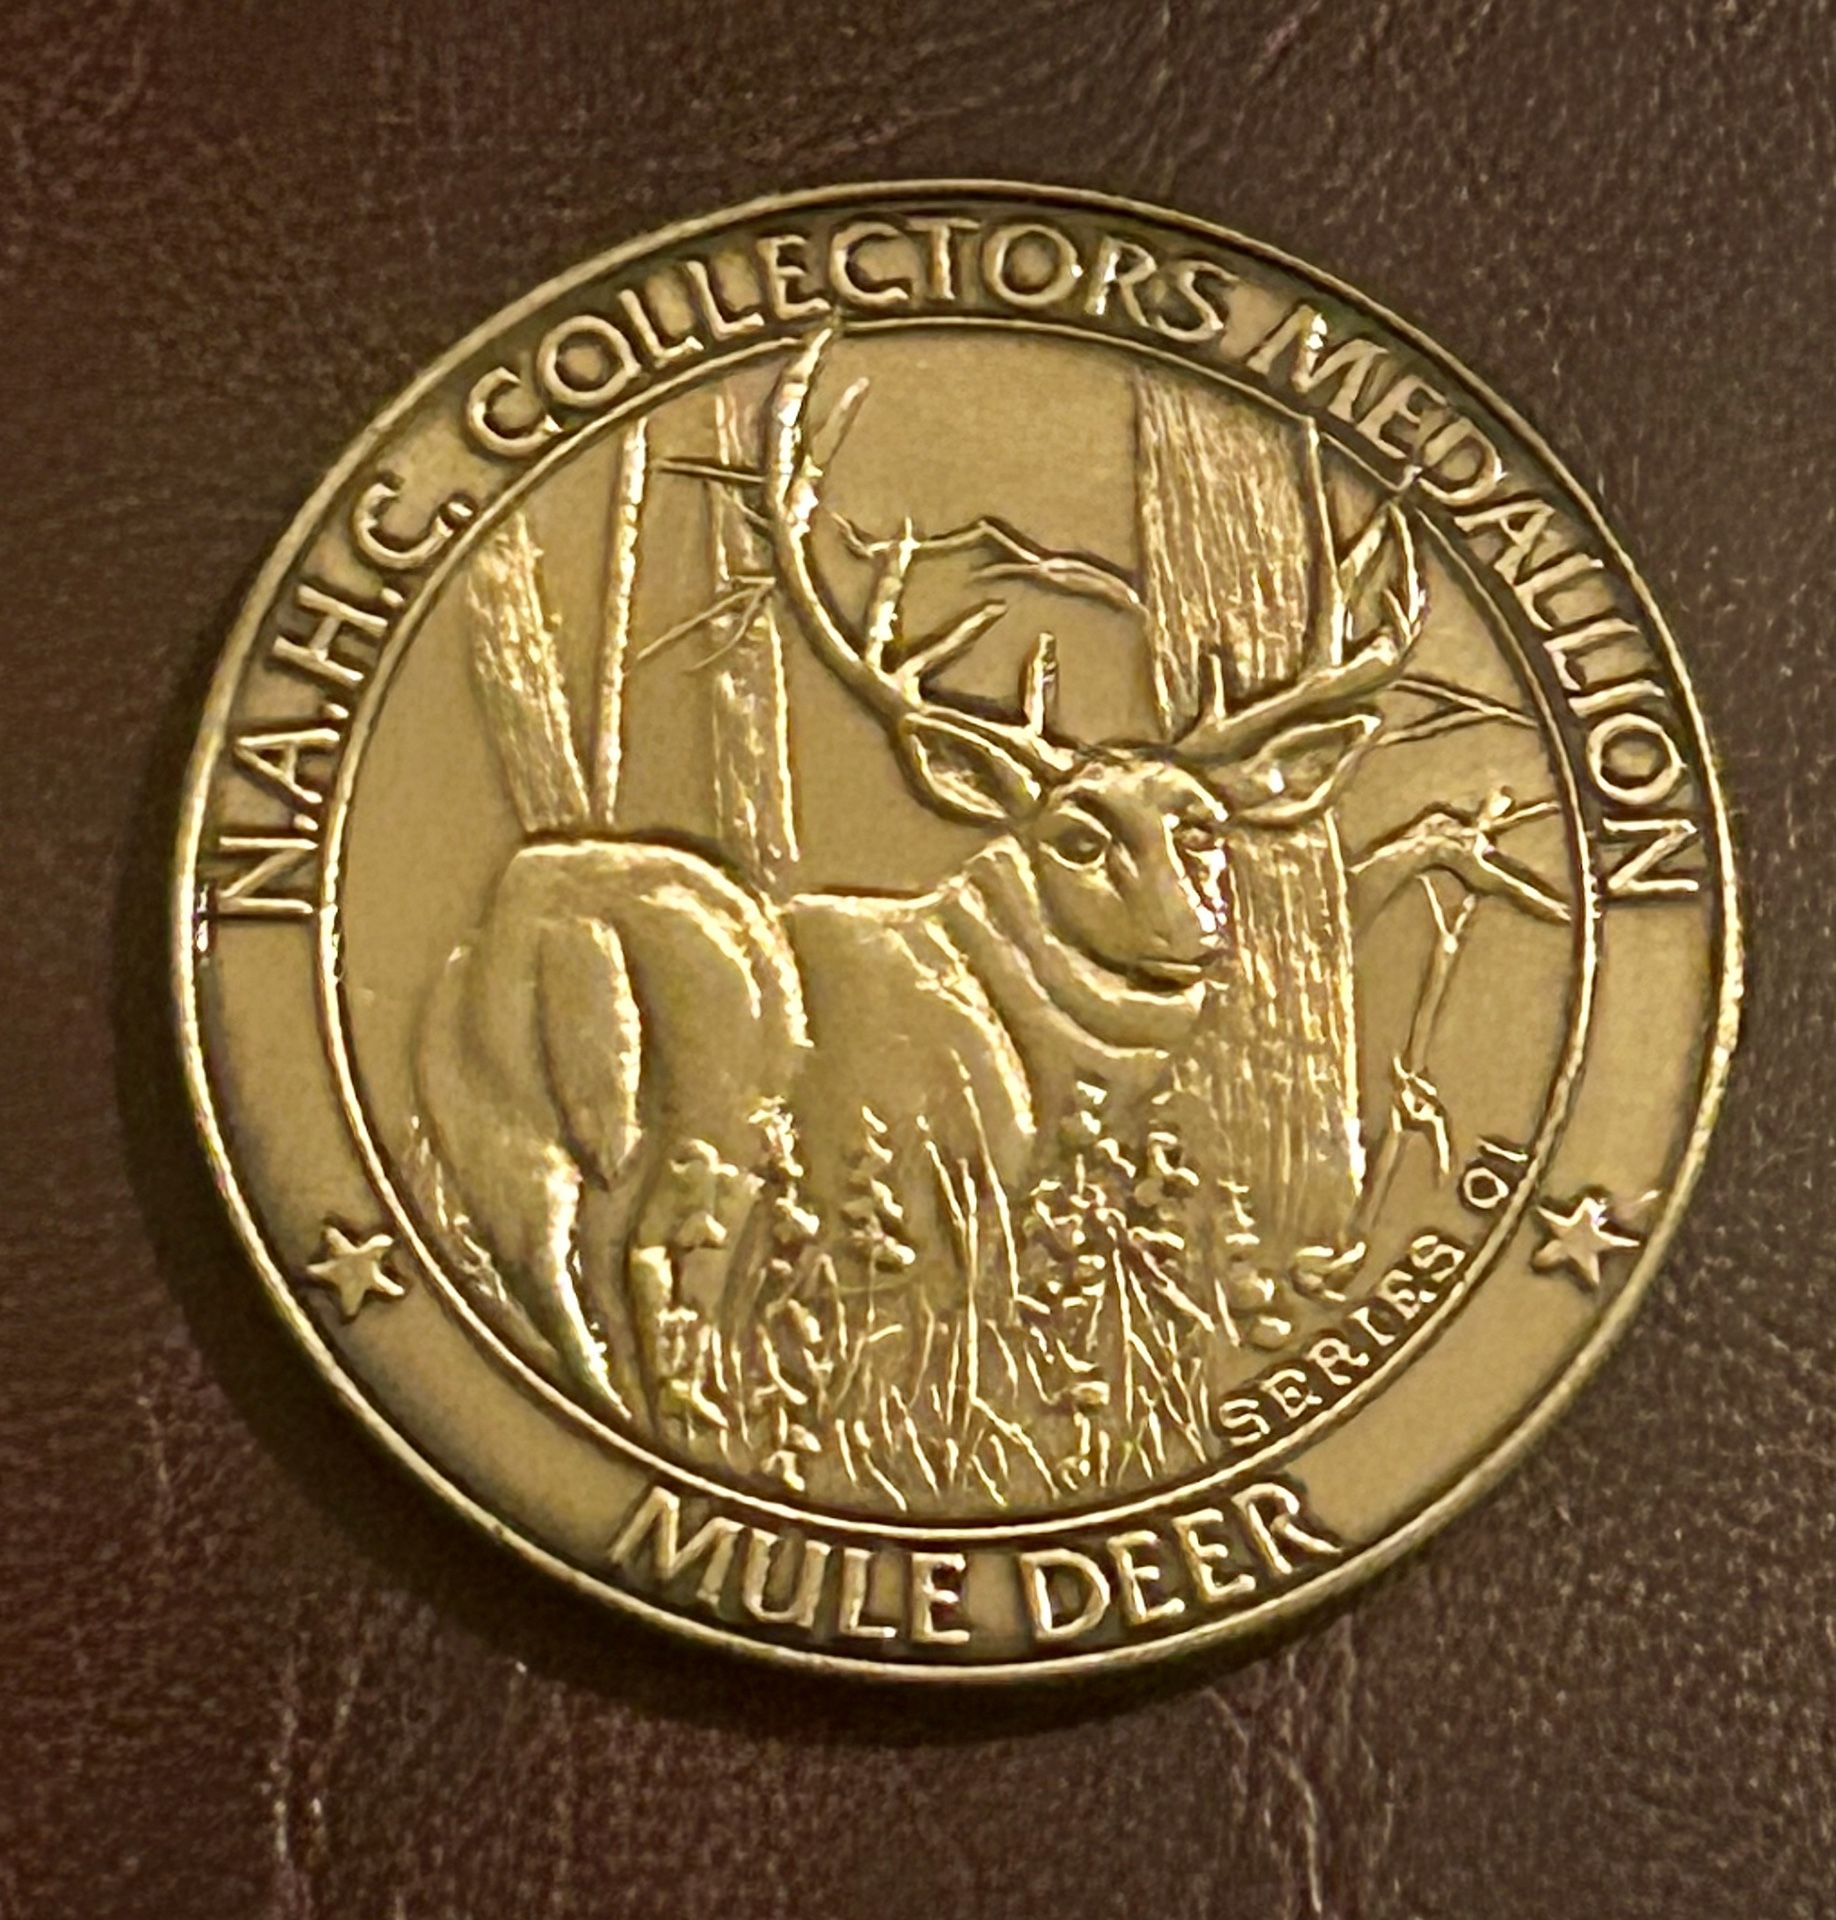 N.A.H.C. COLLECTORS MEDALLION
SERIES 01
MULE DEER